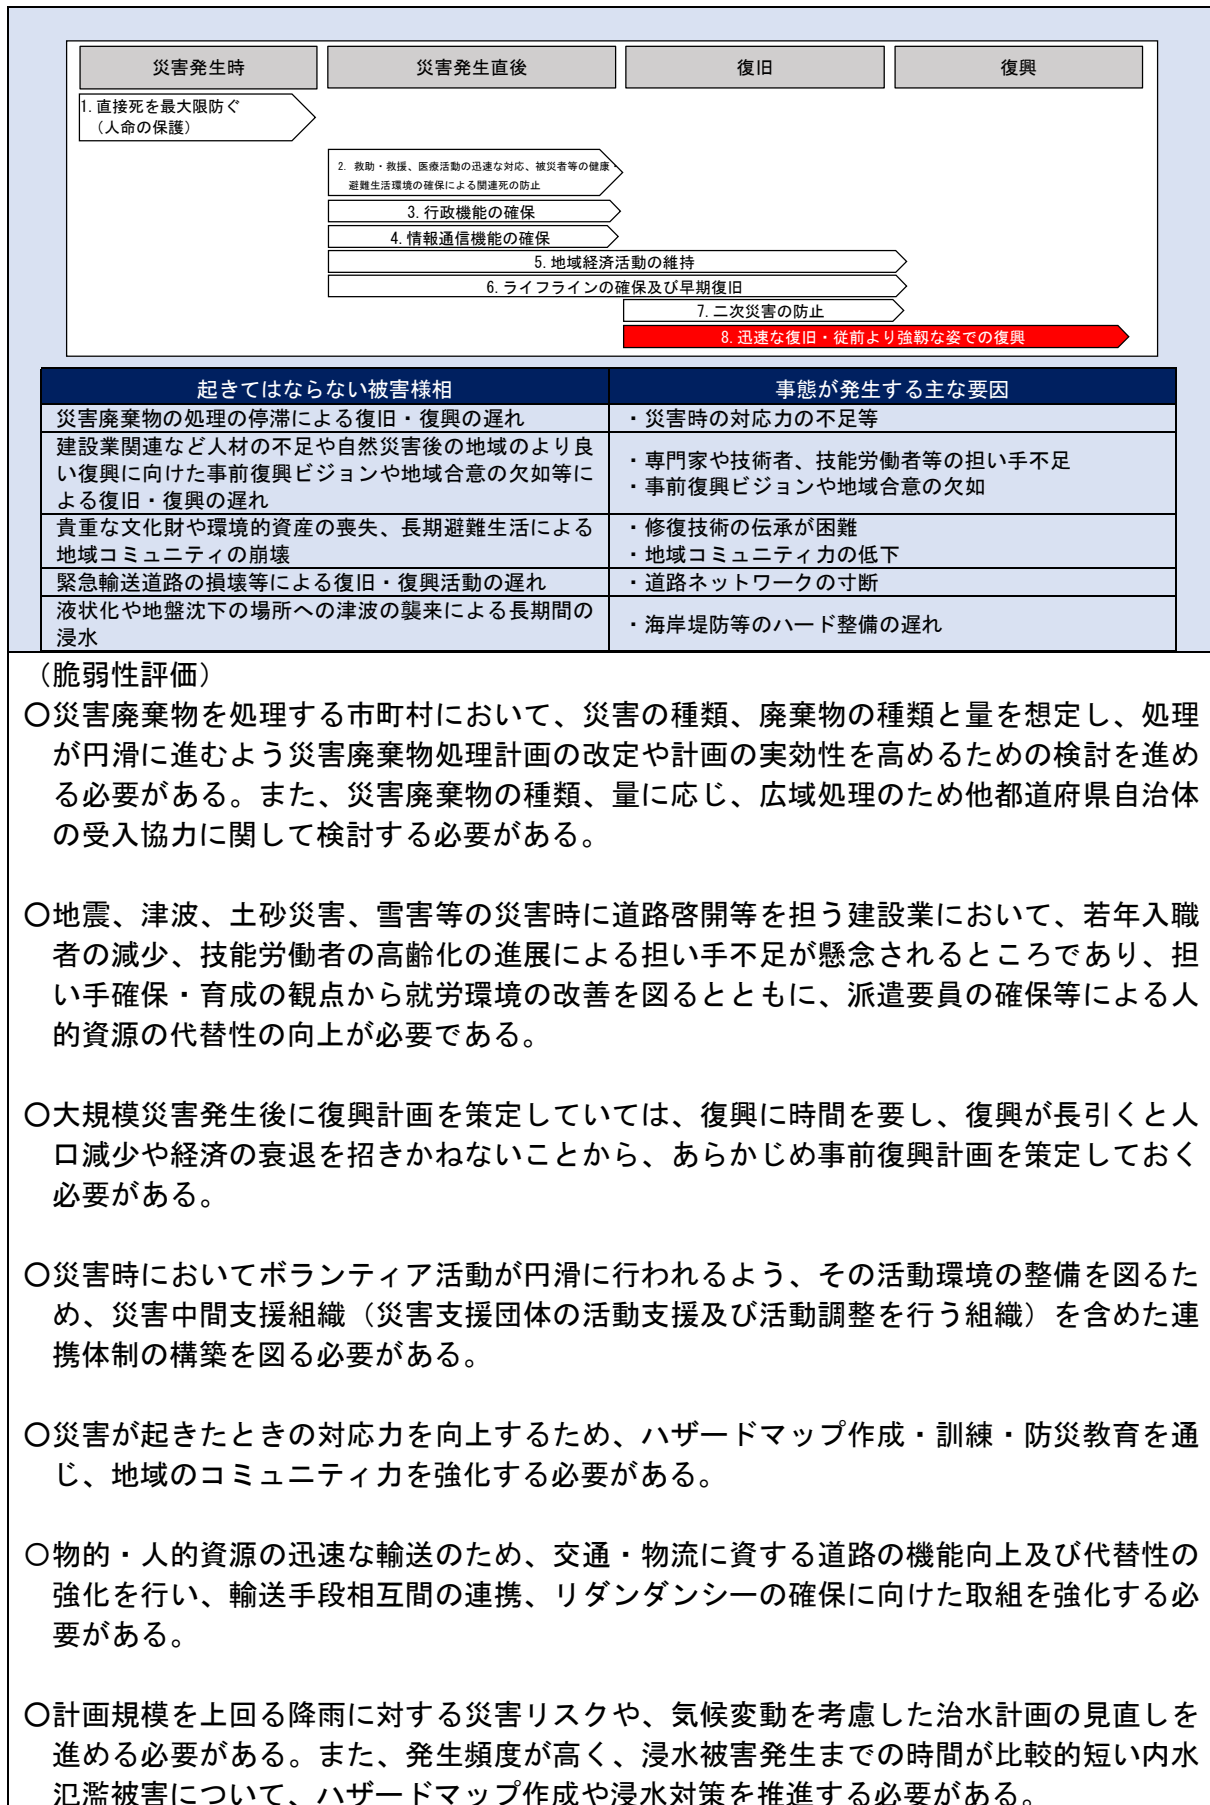 災害発生時
災害発生直後
復旧
復興
1. 直接死を最大限防ぐ
（人命の保護）
2. 救助・救援、医療活動の迅速な対応、被災者等の健康・
避難生活環境の確保による関連死の防止
3. 行政機能の確保
4. 情報通信機能の確保
5. 地域経済活動の維持
6. ライフラインの確保及び早期復旧
7. 二次災害の防止
8. 迅速な復旧・従前より強靱な姿での復興
起きてはならない被害様相
事態が発生する主な要因
災害廃棄物の処理の停滞による復旧・復興の遅れ
・災害時の対応力の不足等
建設業関連など人材の不足や自然災害後の地域のより良
い復興に向けた事前復興ビジョンや地域合意の欠如等に
よる復旧・復興の遅れ
・専門家や技術者、技能労働者等の担い手不足
・事前復興ビジョンや地域合意の欠如
貴重な文化財や環境的資産の喪失、長期避難生活による
地域コミュニティの崩壊
・修復技術の伝承が困難
・地域コミュニティ力の低下
緊急輸送道路の損壊等による復旧・復興活動の遅れ
・道路ネットワークの寸断
液状化や地盤沈下の場所への津波の襲来による長期間の
浸水
・海岸堤防等のハード整備の遅れ
（脆弱性評価）
〇災害廃棄物を処理する市町村において、災害の種類、廃棄物の種類と量を想定し、処理
が円滑に進むよう災害廃棄物処理計画の改定や計画の実効性を高めるための検討を進め
る必要がある。また、災害廃棄物の種類、量に応じ、広域処理のため他都道府県自治体
の受入協力に関して検討する必要がある。
〇地震、津波、土砂災害、雪害等の災害時に道路啓開等を担う建設業において、若年入職
者の減少、技能労働者の高齢化の進展による担い手不足が懸念されるところであり、担
い手確保・育成の観点から就労環境の改善を図るとともに、派遣要員の確保等による人
的資源の代替性の向上が必要である。
〇大規模災害発生後に復興計画を策定していては、復興に時間を要し、復興が長引くと人
口減少や経済の衰退を招きかねないことから、あらかじめ事前復興計画を策定しておく
必要がある。
〇災害時においてボランティア活動が円滑に行われるよう、その活動環境の整備を図るた
め、災害中間支援組織（災害支援団体の活動支援及び活動調整を行う組織）を含めた連
携体制の構築を図る必要がある。
〇災害が起きたときの対応力を向上するため、ハザードマップ作成・訓練・防災教育を通
じ、地域のコミュニティ力を強化する必要がある。
〇物的・人的資源の迅速な輸送のため、交通・物流に資する道路の機能向上及び代替性の
強化を行い、輸送手段相互間の連携、リダンダンシーの確保に向けた取組を強化する必
要がある。
〇計画規模を上回る降雨に対する災害リスクや、気候変動を考慮した治水計画の見直しを
進める必要がある。また、発生頻度が高く、浸水被害発生までの時間が比較的短い内水
氾濫被害について、ハザードマップ作成や浸水対策を推進する必要がある。